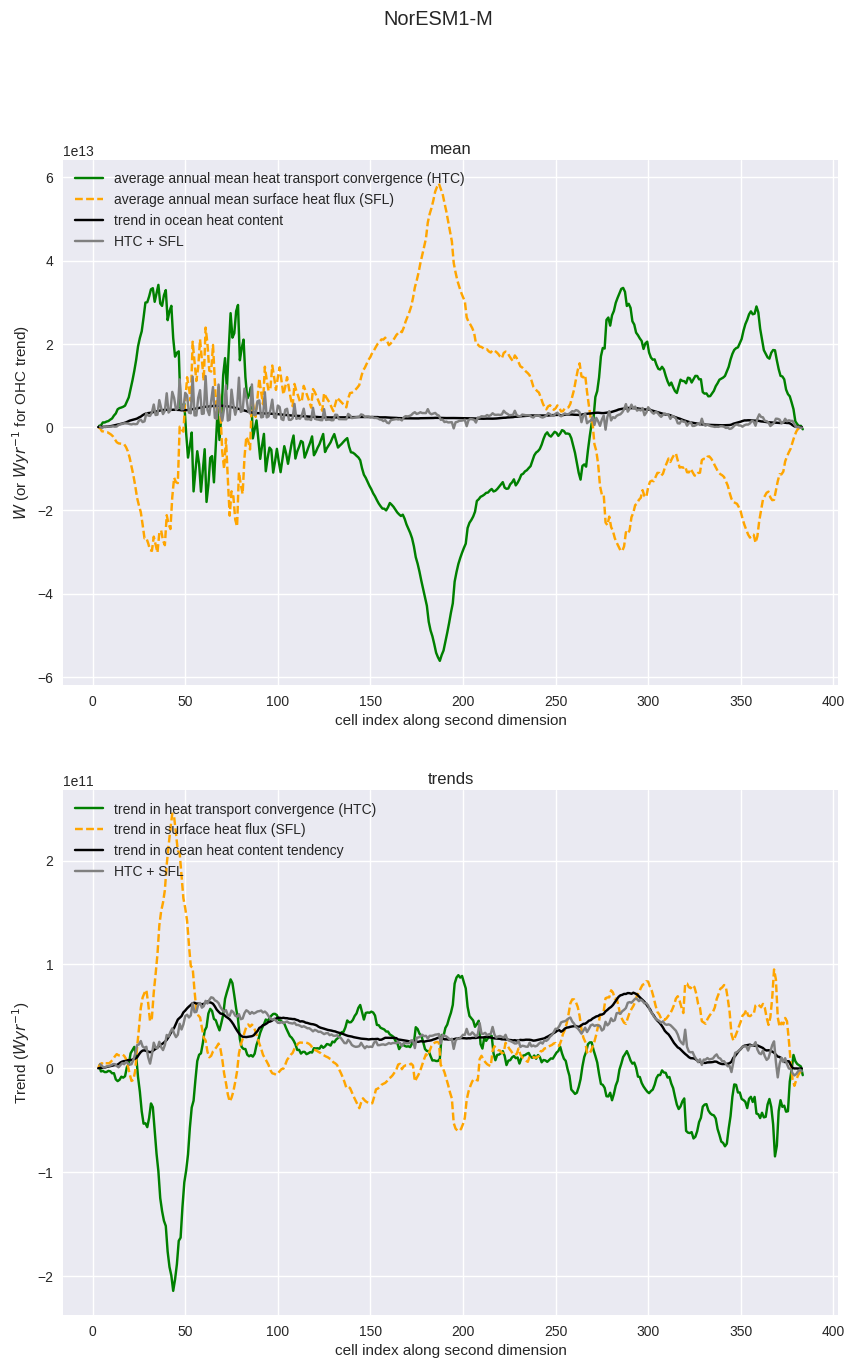 NorESM1-M
1e13
mean
average annual mean heat transport convergence (HTC)
average annual mean surface heat flux (SFL)
trend in ocean heat content
HTC + SFL
6
4
2
0
−2
−4
−6
W (or Wyr⁻¹ for OHC trend)
0 50 100 150 200 250 300 350 400
cell index along second dimension
1e11
trends
trend in heat transport convergence (HTC)
trend in surface heat flux (SFL)
trend in ocean heat content tendency
HTC + SFL
2
1
0
−1
−2
Trend (Wyr⁻¹)
0 50 100 150 200 250 300 350 400
cell index along second dimension